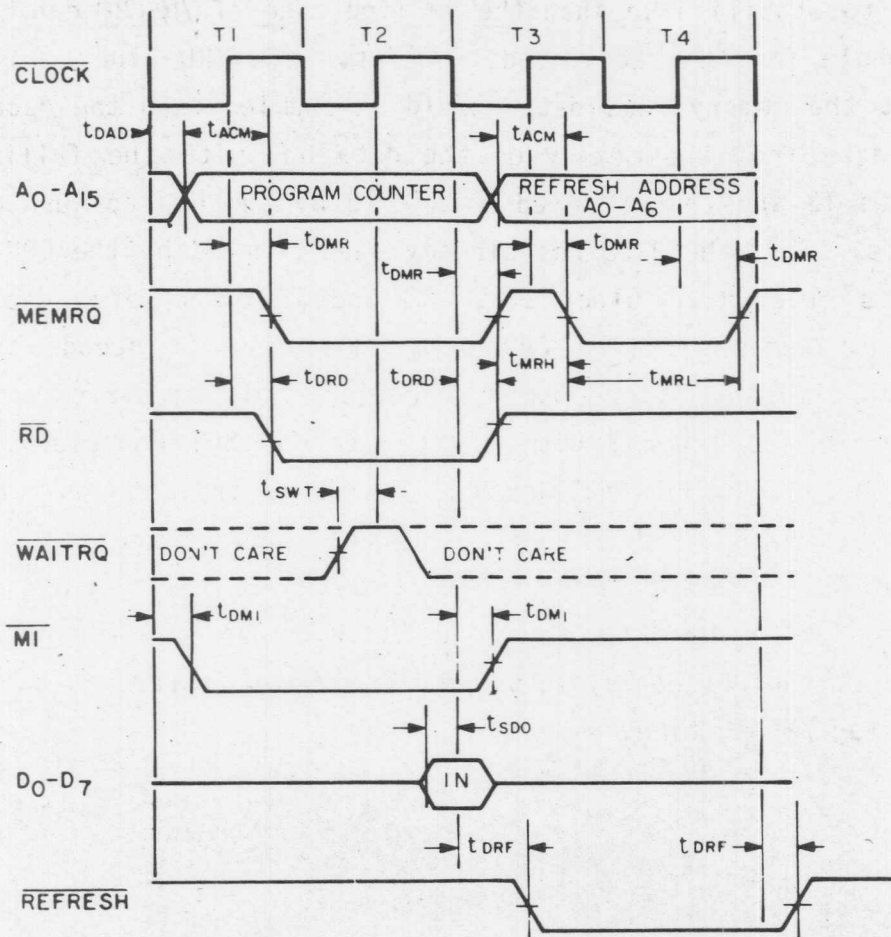 T1 T2 T3 T4
CLOCK
tDAD tACM tACM
A0-A15 PROGRAM COUNTER REFRESH ADDRESS
A0-A6
tDMR tDMR tDMR
tDMR
MEMRQ
tDRD tDRD tMRH tMRL
RD
tSWT
WAITRQ DON'T CARE DON'T CARE
tDM1 tDM1
M1
tSDO
D0-D7 IN
tDRF tDRF
REFRESH